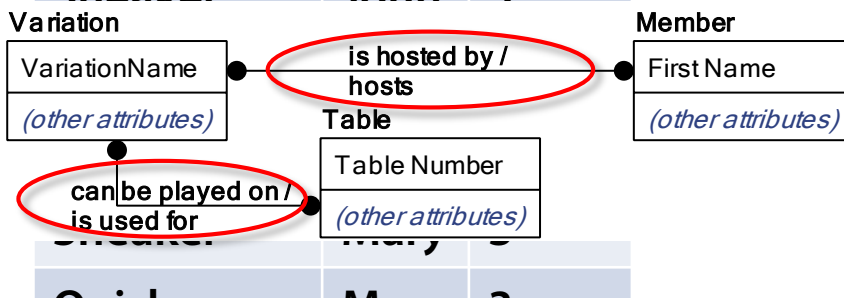 Variation
Member
VariationName
is hosted by /
hosts
First Name
(other attributes)
(other attributes)
Table
Table Number
can be played on /
is used for
(other attributes)